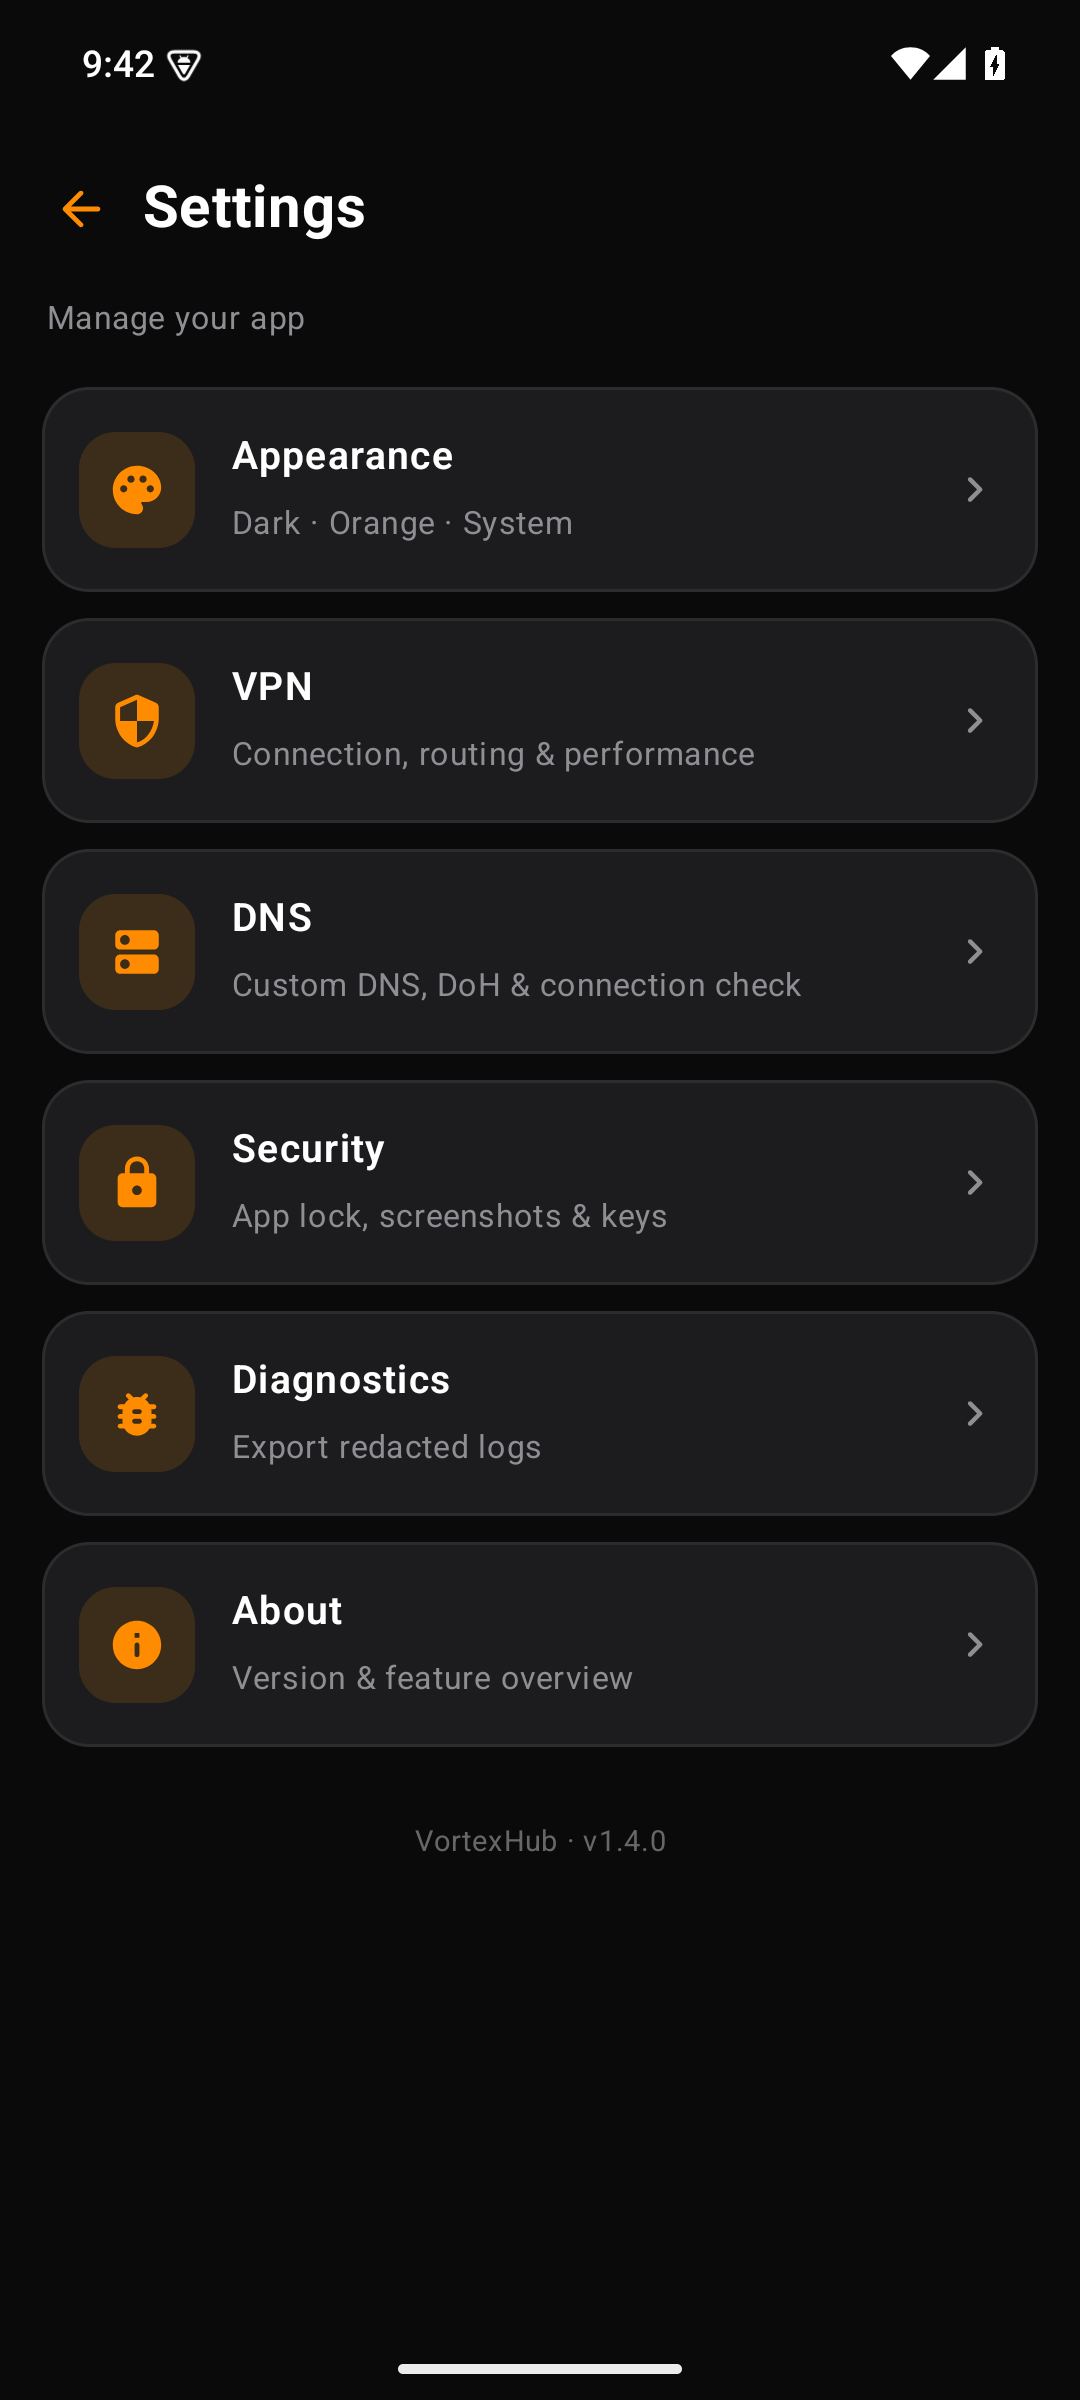 9:42
Settings
Manage your app
Appearance
Dark · Orange · System
VPN
Connection, routing & performance
DNS
Custom DNS, DoH & connection check
Security
App lock, screenshots & keys
Diagnostics
Export redacted logs
About
Version & feature overview
VortexHub · v1.4.0